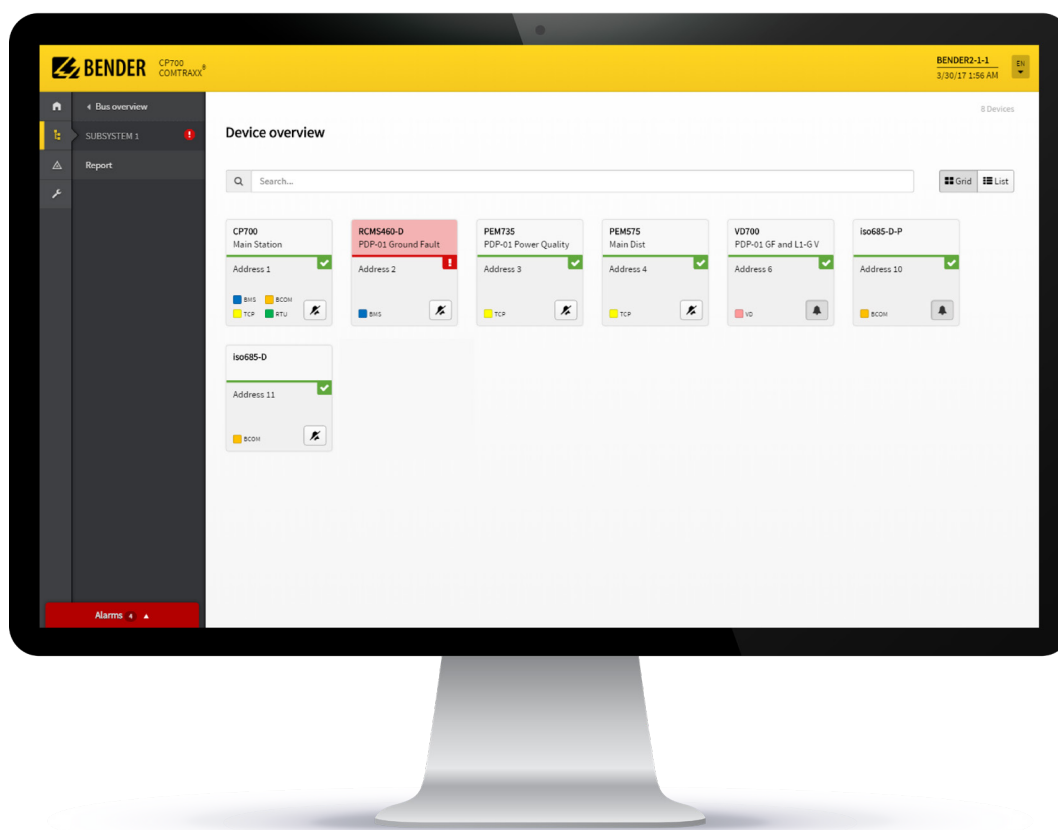 BENDER
CP700
COMTRAXX®
BENDER2-1-1
3/30/17 1:56 AM
EN
Bus overview
SUBSYSTEM 1
Report
8 Devices
Device overview
Search...
Grid
List
CP700
Main Station
Address 1
BMS BCOM
TCP RTU
RCMS460-D
PDP-01 Ground Fault
Address 2
BMS
PEM735
PDP-01 Power Quality
Address 3
TCP
PEM575
Main Dist
Address 4
TCP
VD700
PDP-01 GF and L1-G V
Address 6
VD
iso685-D-P
Address 10
BCOM
iso685-D
Address 11
BCOM
Alarms 4